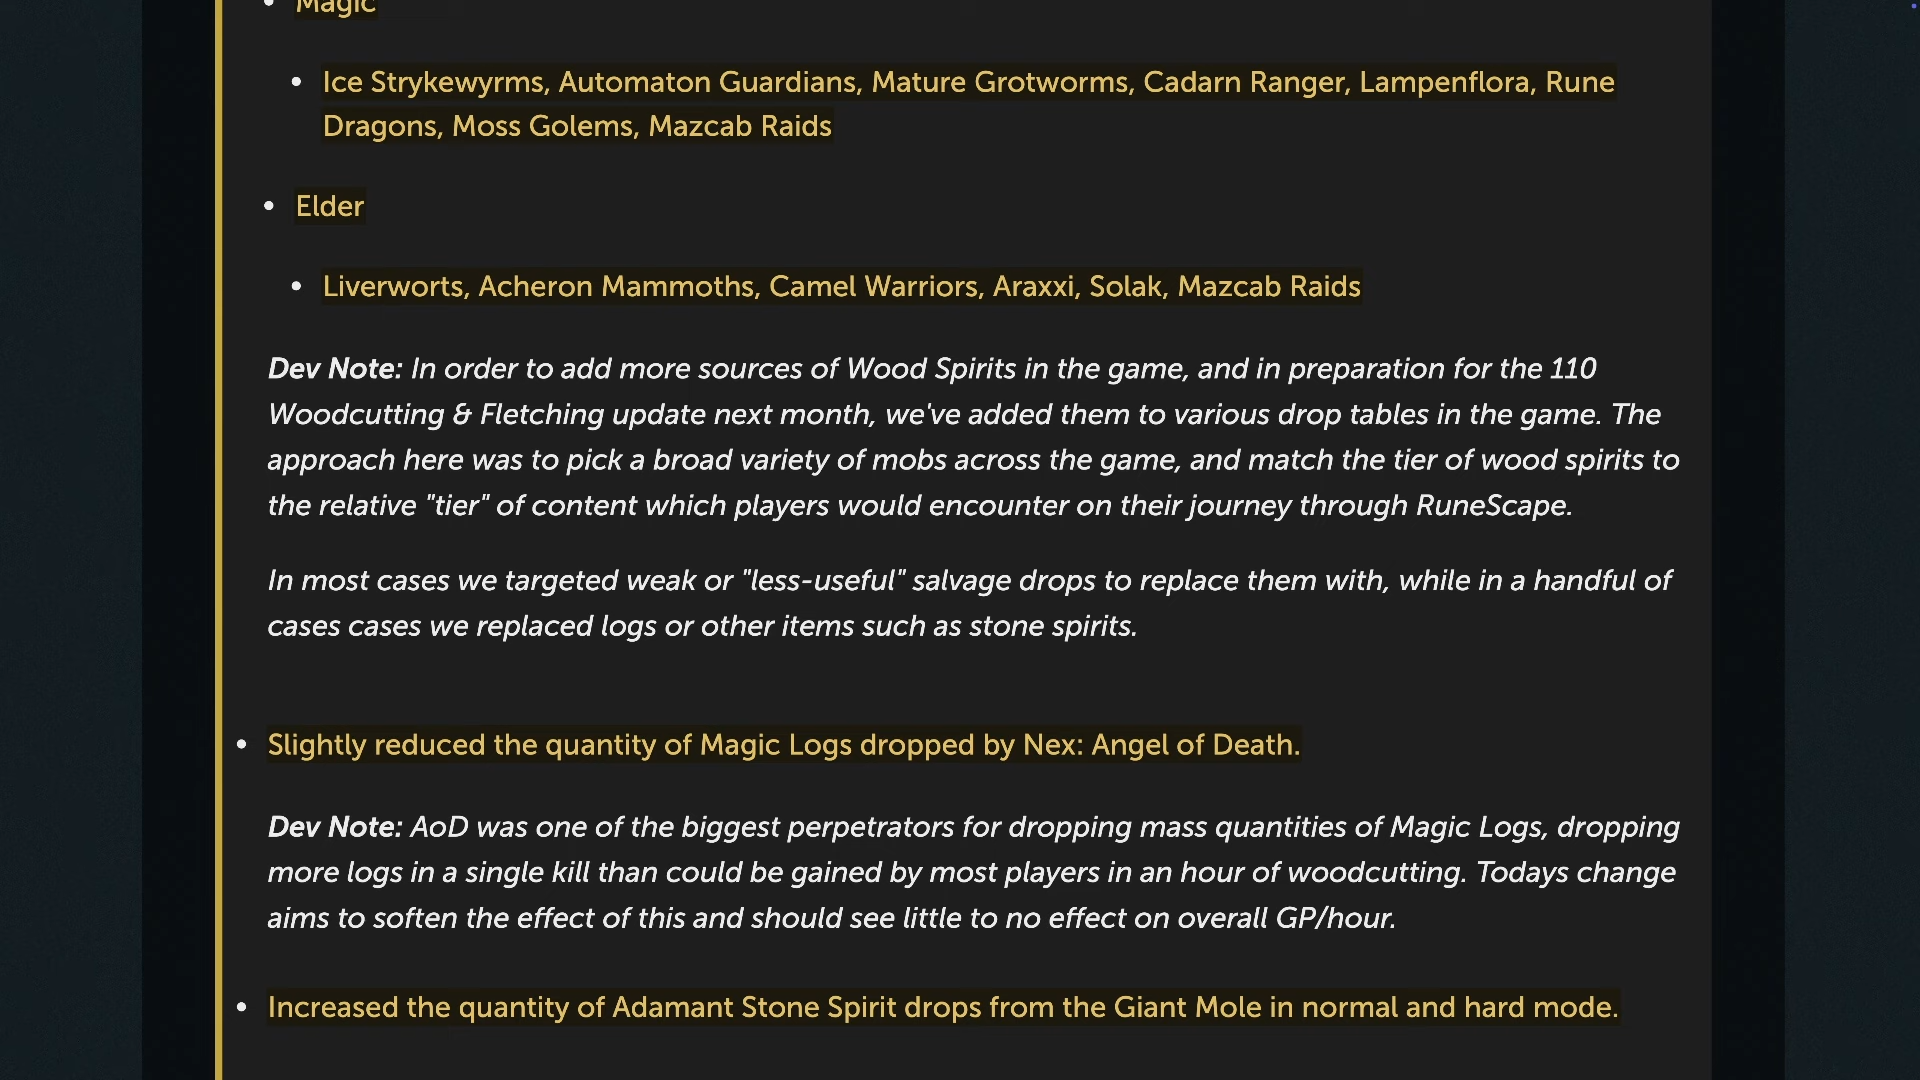 Magic
Ice Strykewyrms, Automaton Guardians, Mature Grotworms, Cadarn Ranger, Lampenflora, Rune
Dragons, Moss Golems, Mazcab Raids
Elder
Liverworts, Acheron Mammoths, Camel Warriors, Araxxi, Solak, Mazcab Raids
Dev Note: In order to add more sources of Wood Spirits in the game, and in preparation for the 110
Woodcutting & Fletching update next month, we've added them to various drop tables in the game. The
approach here was to pick a broad variety of mobs across the game, and match the tier of wood spirits to
the relative "tier" of content which players would encounter on their journey through RuneScape.
In most cases we targeted weak or "less-useful" salvage drops to replace them with, while in a handful of
cases cases we replaced logs or other items such as stone spirits.
Slightly reduced the quantity of Magic Logs dropped by Nex: Angel of Death.
Dev Note: AoD was one of the biggest perpetrators for dropping mass quantities of Magic Logs, dropping
more logs in a single kill than could be gained by most players in an hour of woodcutting. Todays change
aims to soften the effect of this and should see little to no effect on overall GP/hour.
Increased the quantity of Adamant Stone Spirit drops from the Giant Mole in normal and hard mode.